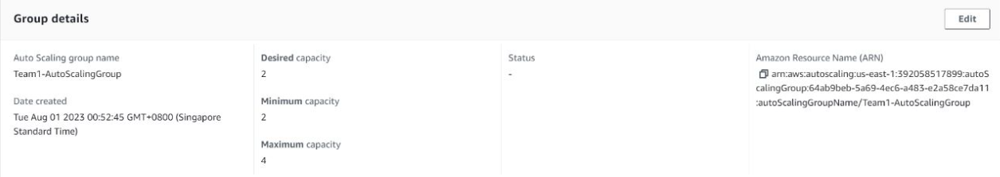 Group details
Edit
Auto Scaling group name
Team1-AutoScalingGroup
Date created
Tue Aug 01 2023 00:52:45 GMT+0800 (Singapore
Standard Time)
Desired capacity
2
Minimum capacity
2
Maximum capacity
4
Status
-
Amazon Resource Name (ARN)
arn:aws:autoscaling:us-east-1:392058517899:autoS
calingGroup:64ab9beb-5a69-4ec6-a483-e2a58ce7da11
:autoScalingGroupName/Team1-AutoScalingGroup